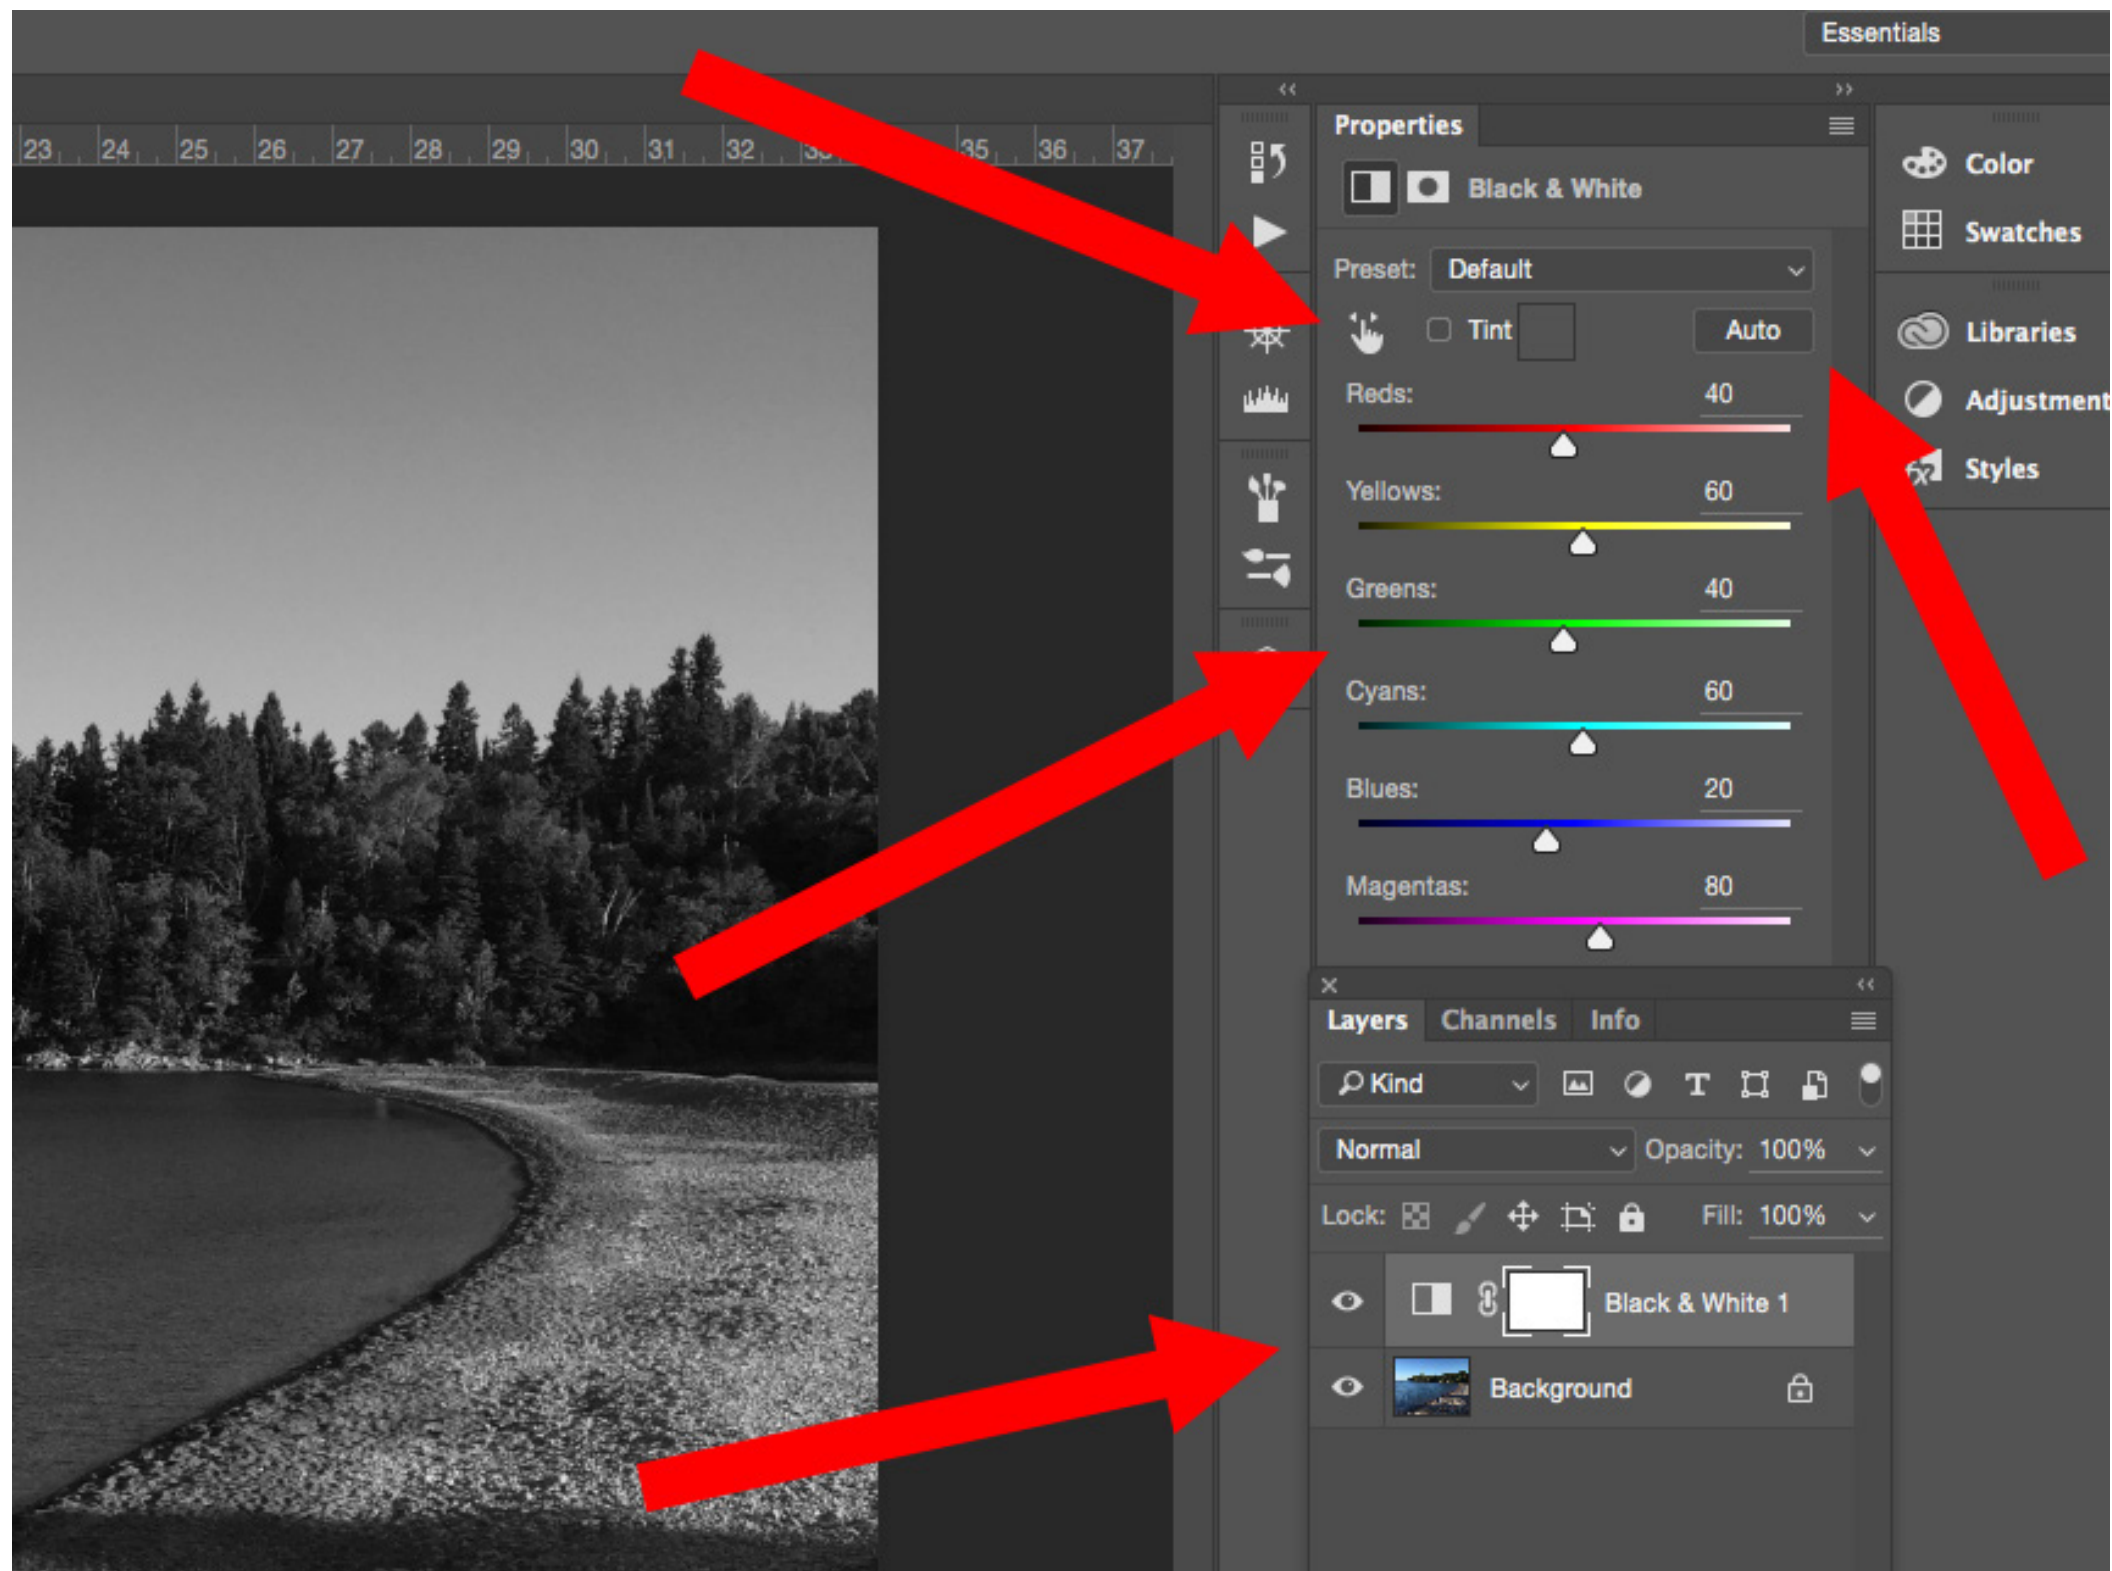 Essentials
23 24 25 26 27 28 29 30 31 32 35 36 37
Properties
Black & White
Preset: Default
Tint Auto
Reds: 40
Yellows: 60
Greens: 40
Cyans: 60
Blues: 20
Magentas: 80
Color
Swatches
Libraries
Adjustment
Styles
Layers Channels Info
Kind
Normal Opacity: 100%
Lock: Fill: 100%
Black & White 1
Background